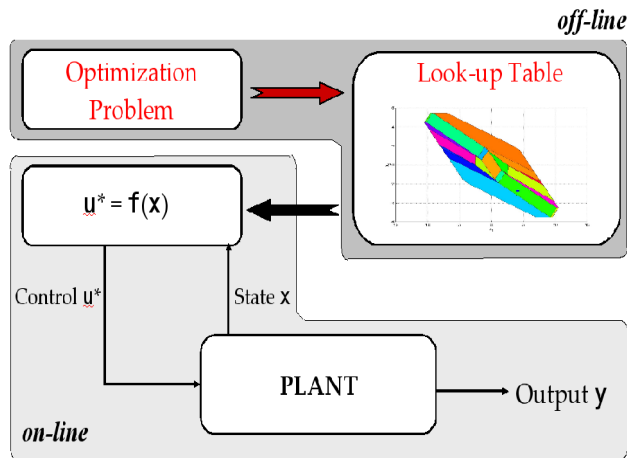 off-line
Optimization
Problem
Look-up Table
u* = f(x)
Control u*
State x
PLANT
Output y
on-line